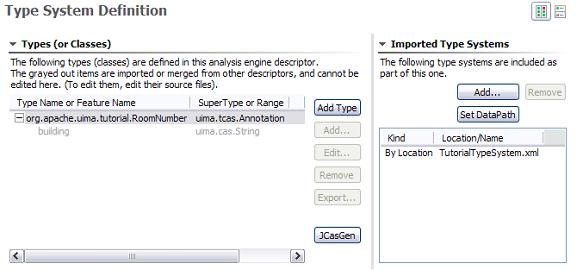 Type System Definition
Types (or Classes)
The following types (classes) are defined in this analysis engine descriptor.
The grayed out items are imported or merged from other descriptors, and cannot be
edited here. (To edit them, edit their source files).
Type Name or Feature Name SuperType or Range
org.apache.uima.tutorial.RoomNumber uima.tcas.Annotation
building uima.cas.String
Add Type
Add...
Edit...
Remove
Export...
JCasGen
Imported Type Systems
The following type systems are included as
part of this one.
Add... Remove
Set DataPath
Kind Location/Name
By Location TutorialTypeSystem.xml